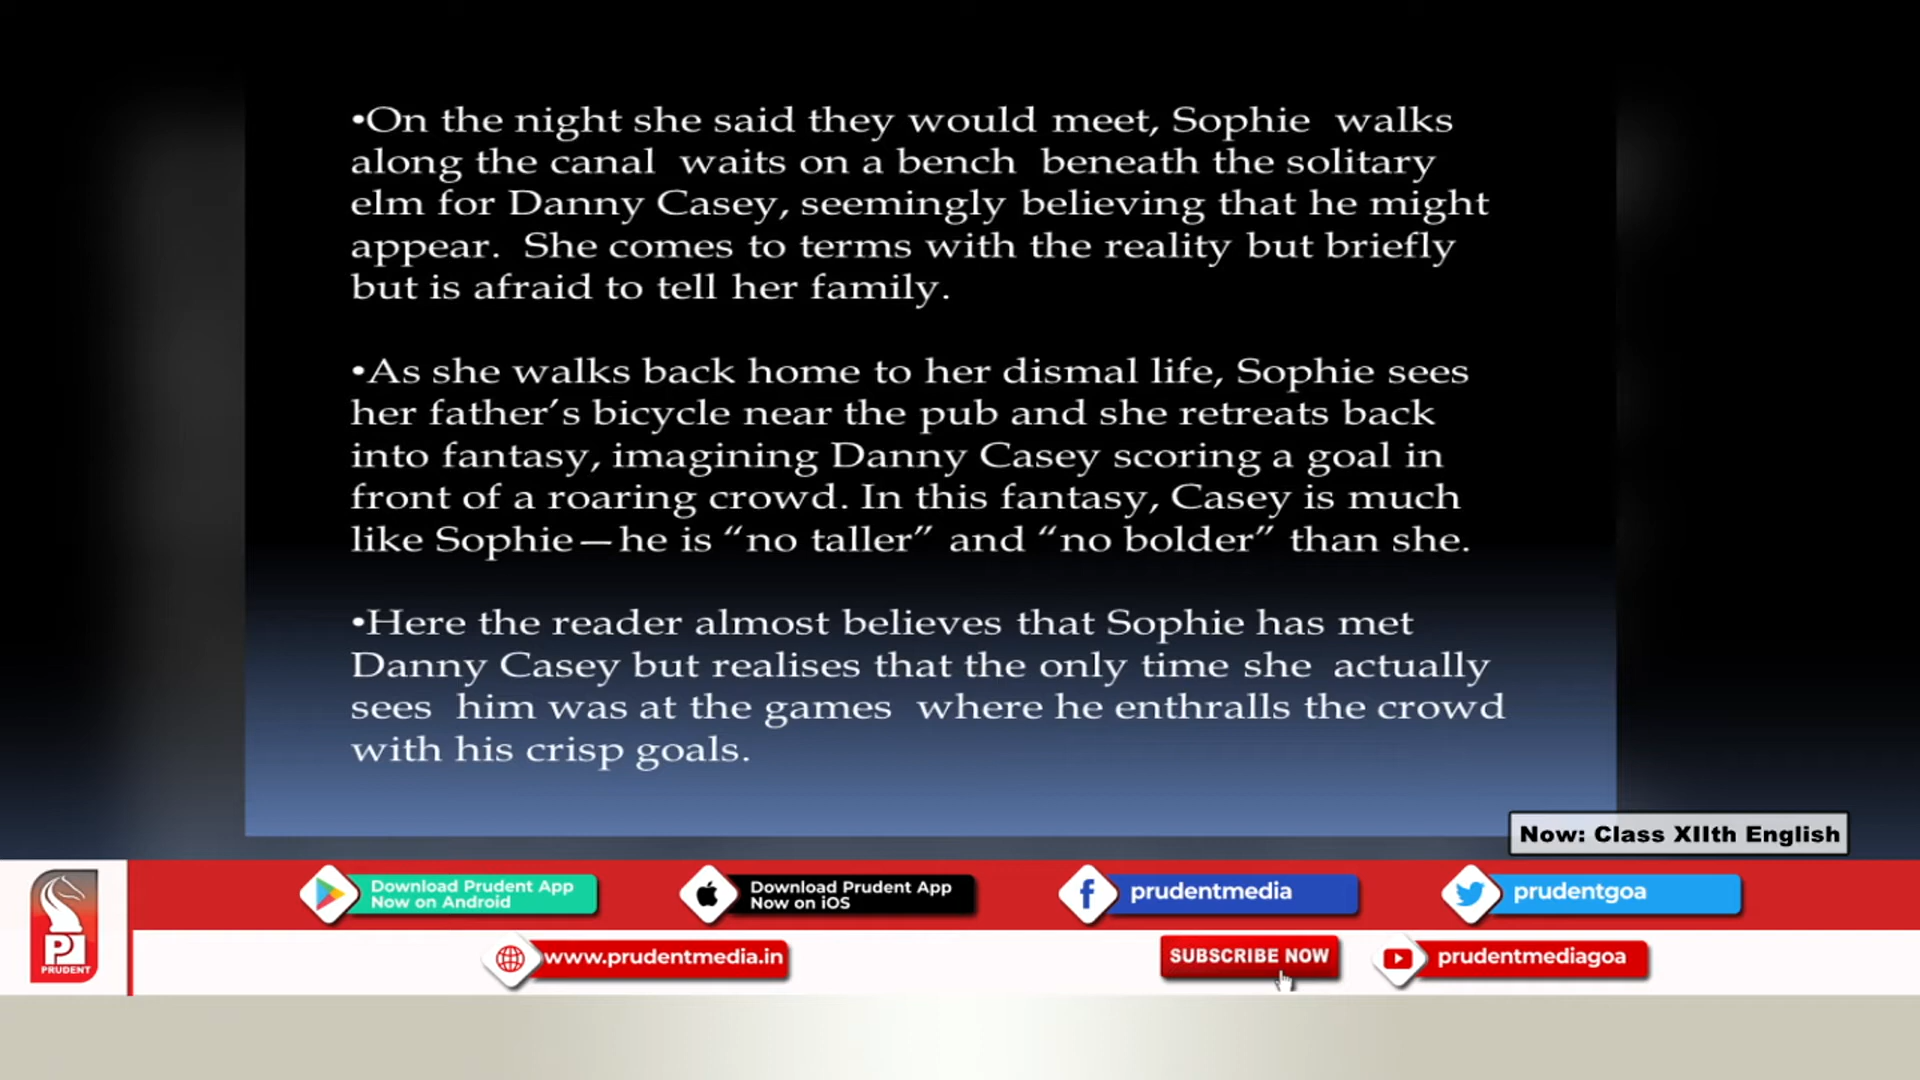 •On the night she said they would meet, Sophie walks
along the canal waits on a bench beneath the solitary
elm for Danny Casey, seemingly believing that he might
appear. She comes to terms with the reality but briefly
but is afraid to tell her family.
•As she walks back home to her dismal life, Sophie sees
her father’s bicycle near the pub and she retreats back
into fantasy, imagining Danny Casey scoring a goal in
front of a roaring crowd. In this fantasy, Casey is much
like Sophie—he is “no taller” and “no bolder” than she.
•Here the reader almost believes that Sophie has met
Danny Casey but realises that the only time she actually
sees him was at the games where he enthralls the crowd
with his crisp goals.
Now: Class XIIth English
Download Prudent App
Now on Android
Download Prudent App
Now on iOS
prudentmedia
prudentgoa
PRUDENT
www.prudentmedia.in
SUBSCRIBE NOW
prudentmediagoa